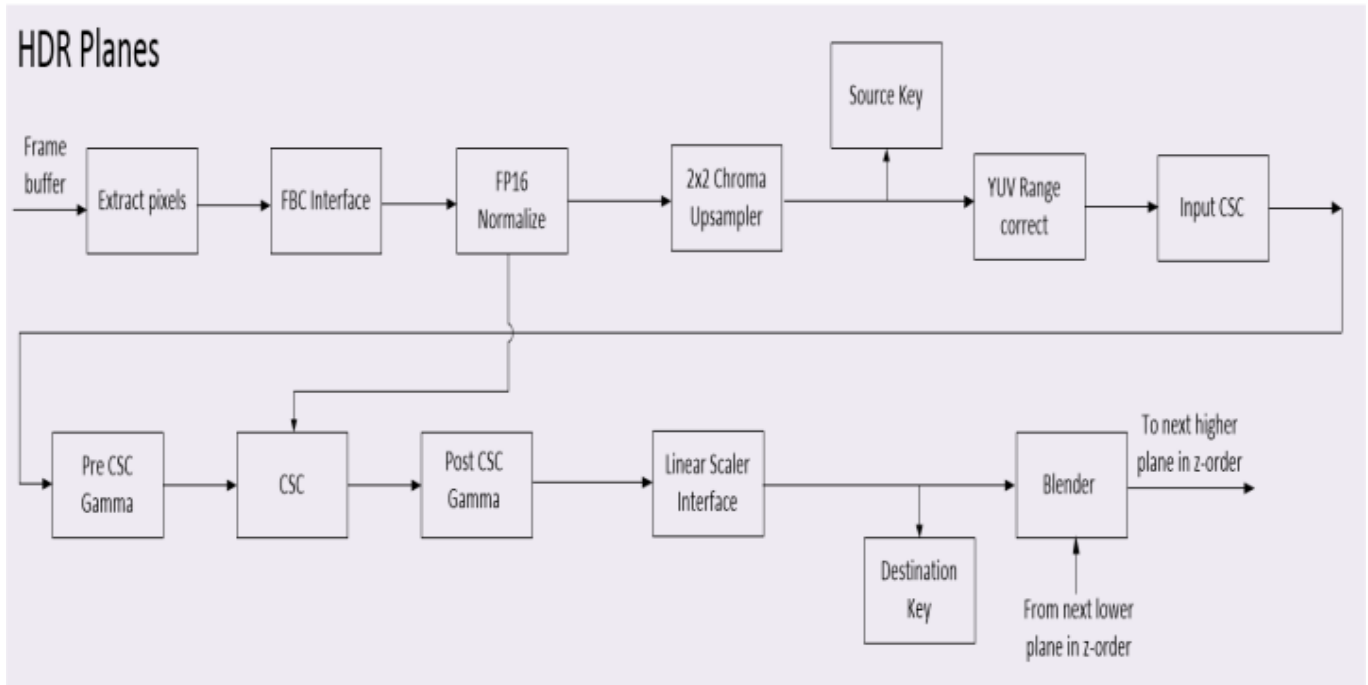 HDR Planes
Frame
buffer
Extract pixels
FBC Interface
FP16
Normalize
2x2 Chroma
Upsampler
Source Key
YUV Range
correct
Input CSC
Pre CSC
Gamma
CSC
Post CSC
Gamma
Linear Scaler
Interface
Destination
Key
Blender
To next higher
plane in z-order
From next lower
plane in z-order